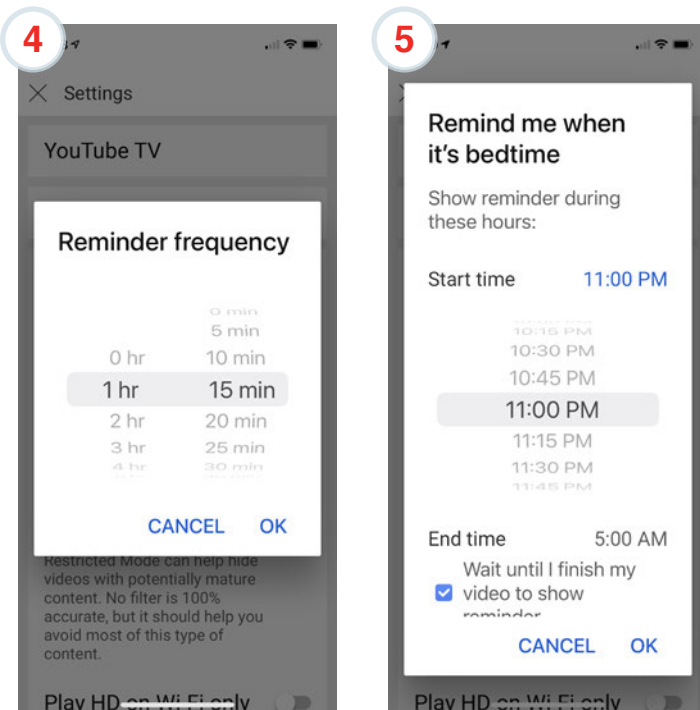 4
Settings
YouTube TV
Reminder frequency
0 min
5 min
0 hr 10 min
1 hr 15 min
2 hr 20 min
3 hr 25 min
4 hr 30 min
CANCEL OK
Restricted Mode can help hide
videos with potentially mature
content. No filter is 100%
accurate, but it should help you
avoid most of this type of
content.
Play HD on Wi-Fi only
5
Remind me when
it's bedtime
Show reminder during
these hours:
Start time 11:00 PM
10:15 PM
10:30 PM
10:45 PM
11:00 PM
11:15 PM
11:30 PM
11:45 PM
End time 5:00 AM
Wait until I finish my
video to show
reminder
CANCEL OK
Play HD on Wi-Fi only